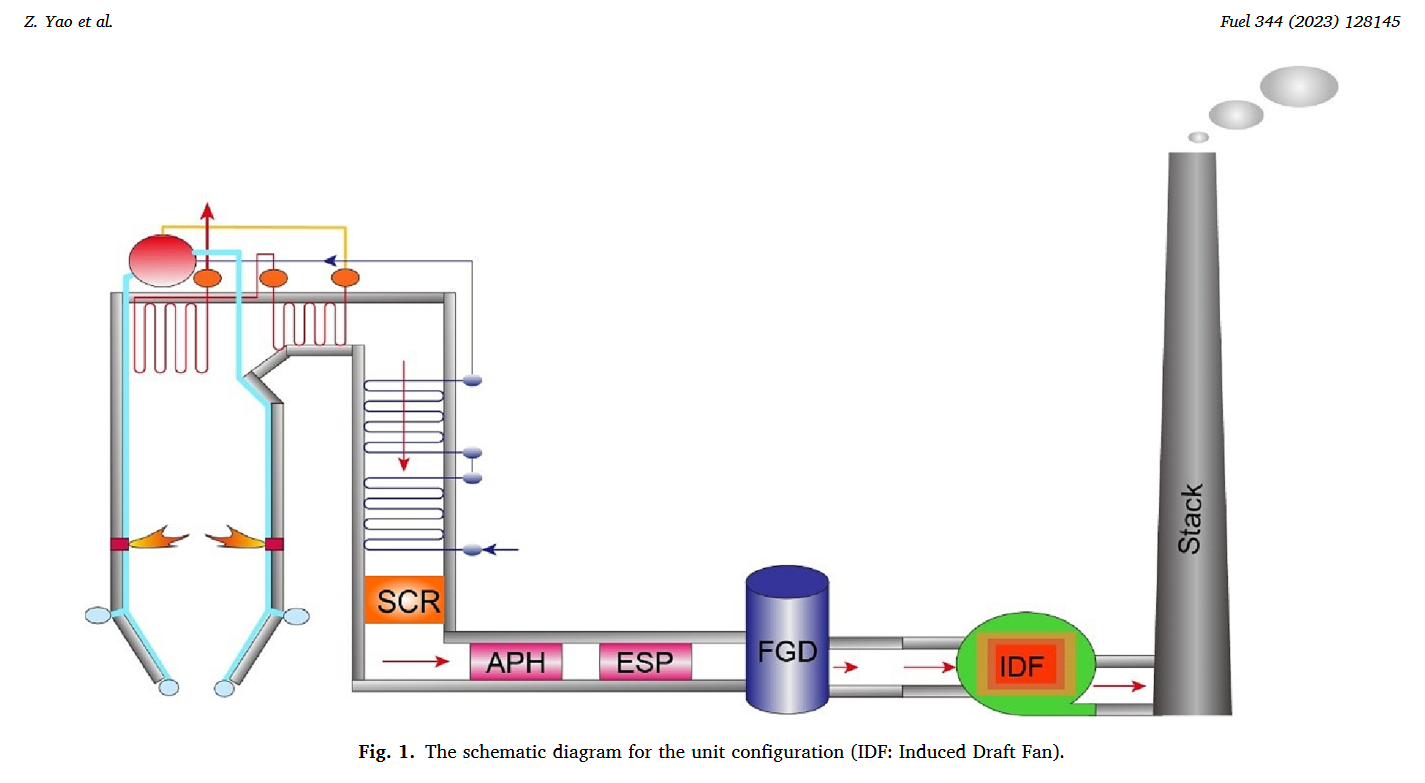 Z. Yao et al.
Fuel 344 (2023) 128145
Stack
SCR
APH
ESP
FGD
IDF
Fig. 1. The schematic diagram for the unit configuration (IDF: Induced Draft Fan).